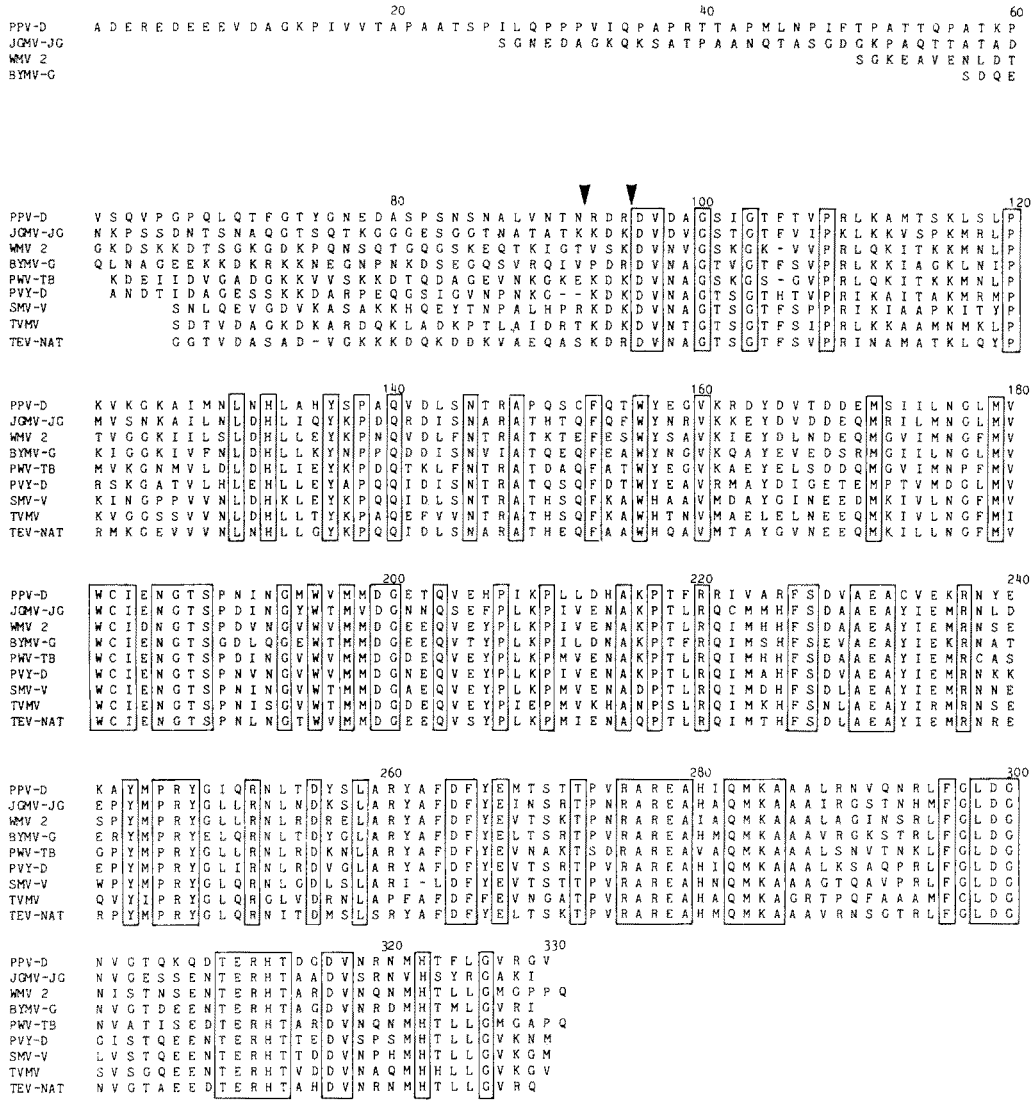 20 40 60
PPV-D A D E R E D E E E V D A G K P I V V T A P A A T S P I L Q P P P V I Q P A P R T T A P M L N P I F T P A T T Q P A T K P
JGMV-JG S G N E D A G K Q K S A T P A A N Q T A S G D G K P A Q T T A T A D
WMV 2 S G K E A V E N L D T
BYMV-G S D Q E
80 100 120
PPV-D V S Q V P G P Q L Q T F G T Y G N E D A S P S N S N A L V N T N R D R D V D A G S I G T F T V P R L K A M T S K L S L P
JGMV-JG N K P S S D N T S N A Q G T S Q T K G G G E S G G T N A T A T K K D K D V D V G S T G T F V I P K L K K V S P K M R L P
WMV 2 G K D S K K D T S G K G D K P Q N S Q T G Q G S K E Q T K I G T V S K D V N V G S K G K - V V P R L Q K I T K K M N L P
BYMV-G Q L N A G E E K K D K R K K N E G N P N K D S E G Q S V R Q I V P D R D V N A G T V G T F S V P R L K K I A G K L N I P
PWV-TB K D E I I D V G A D G K K V V S K K D T Q D A G E V N K G K E K D K D V N A G S K G S - G V P R L Q K I T K K M N L P
PVY-D A N D T I D A G E S S K K D A R P E Q G S I G V N P N K G - - K D K D V N A G T S G T H T V P R I K A I T A K M R M P
SMV-V S N L Q E V G D V K A S A K K H Q E Y T N P A L H P R K D K D V N A G T S G T F S P P R I K I A A P K I T Y P
TVMV S D T V D A G K D K A R D Q K L A D K P T L A I D R T K D K D V N T G T S G T F S I P R L K A A M N M K L P
TEV-NAT G G T V D A S A D - V G K K K D Q K D D K V A E Q A S K D R D V N A G T S G T F S V P R I N A M A T K L Q Y P
140 160 180
PPV-D K V K G K A I M N L N H L A H Y S P A Q V D L S N T R A P Q S C F Q T W Y E G V K R D Y D V T D D E M S I I L N G L M V
JGMV-JG M V S N K A I L N L D H L I Q Y K P D Q R D I S N A R A T H T Q F Q F W Y N R V K K E Y D V D D E Q M R I L M N G L M V
WMV 2 T V G G K I I L S L D H L L E Y K P N Q V D L F N T R A T K T E F E S W Y S A V K I E Y D L N D E Q M G V I M N G F M V
BYMV-G K I G G K I V F N L D H L L K Y N P P Q D D I S N V I A T Q E Q F E A W Y N G V K Q A Y E V E D S R M G I I L N G L M V
PWV-TB M V K G N M V L D L D H L I E Y K P D Q T K L F N T R A T D A Q F A T W Y E G V K A E Y E L S D D Q M G V I M N P F M V
PVY-D R S K G A T V L H L E H L L E Y A P Q Q I D I S N T R A T Q S Q F D T W Y E A V R M A Y D I G E T E M P T V M D G L M V
SMV-V K I N G P P V V N L D H K L E Y K P Q Q I D L S N T R A T H S Q F K A W H A A V M D A Y G I N E E D M K I V L N G F M V
TVMV K V G G S S V V N L D H L L T Y K P A Q E F V V N T R A T H S Q F K A W H T N V M A E L E L N E E Q M K I V L N G F M I
TEV-NAT R M K G E V V V N L N H L L G Y K P Q Q I D L S N A R A T H E Q F A A W H Q A V M T A Y G V N E E Q M K I L L N G F M V
200 220 240
PPV-D W C I E N G T S P N I N G M W V M M D G E T Q V E H P I K P L L D H A K P T F R R I V A R F S D V A E A C V E K R N Y E
JGMV-JG W C I E N G T S P D I N G Y W T M V D G N N Q S E F P L K P I V E N A K P T L R Q C M M H F S D A A E A Y I E M R N L D
WMV 2 W C I D N G T S P D V N G V W V M M D G E E Q V E Y P L K P I V E N A K P T L R Q I M H H F S D A A E A Y I E M R N S E
BYMV-G W C I E N G T S G D L Q G E W T M M D G E E Q V T Y P L K P I L D N A K P T F R Q I M S H F S E V A E A Y I E K R N A T
PWV-TB W C I E N G T S P D I N G V W V M M D G D E Q V E Y P L K P M V E N A K P T L R Q I M H H F S D A A E A Y I E M R C A S
PVY-D W C I E N G T S P N V N G V W V M M D G N E Q V E Y P L K P I V E N A K P T L R Q I M A H F S D V A E A Y I E M R N K K
SMV-V W C I E N G T S P N I N G V W T M M D G A E Q V E Y P L K P M V E N A D P T L R Q I M D H F S D L A E A Y I E M R N N E
TVMV W C I E N G T S P N I S G V W T M M D G D E Q V E Y P I E P M V K H A N P S L R Q I M K H F S N L A E A Y I E M R N S E
TEV-NAT W C I E N G T S P N L N G T W V M M D G E E Q V S Y P L K P M I E N A Q P T L R Q I M T H F S D L A E A Y I E M R N R E
260 280 300
PPV-D K A Y M P R Y G I Q R N L T D Y S L A R Y A F D F Y E M T S T T P V R A R E A H I Q M K A A A L R N V Q N R L F G L D G
JGMV-JG E P Y M P R Y G L L R N L N D K S L A R Y A F D F Y E I N S R T P N R A R E A H A Q M K A A A I R G S T N H M F G L D G
WMV 2 S P Y M P R Y G L L R N L R D R E L A R Y A F D F Y E V T S K T P N R A R E A I A Q M K A A A L A G I N S R L F G L D G
BYMV-G E R Y M P R Y E L Q R N L T D Y G L A R Y A F D F Y E L T S R T P V R A R E A H M Q M K A A A V R G K S T R L F G L D G
PWV-TB G P Y M P R Y G L L R N L R D K N L A R Y A F D F Y E V N A K T S D R A R E A V A Q M K A A A L S N V T N K L F G L D G
PVY-D E P Y M P R Y G L I R N L R D V G L A R Y A F D F Y E V T S R T P V R A R E A H I Q M K A A A L K S A Q P R L F G L D G
SMV-V W P Y M P R Y G L Q R N L G D L S L A R I - L D F Y E V T S T T P V R A R E A H N Q M K A A A G T Q A V P R L F G L D G
TVMV Q V Y I P R Y G L Q R G L V D R N L A P F A F D F F E V N G A T P V R A R E A H A Q M K A A G R T P Q F A A A M F C L D G
TEV-NAT R P Y M P R Y G L Q R N I T D M S L S R Y A F D F Y E L T S K T P V R A R E A H M Q M K A A A V R N S G T R L F G L D G
320 330
PPV-D N V G T Q K Q D T E R H T D G D V N R N M H T F L G V R G V
JGMV-JG N V G E S S E N T E R H T A A D V S R N V H S Y R G A K I
WMV 2 N I S T N S E N T E R H T A R D V N Q N M H T L L G M G P P Q
BYMV-G N V G T D E E N T E R H T A G D V N R D M H T M L G V R I
PWV-TB N V A T I S E D T E R H T A R D V N Q N M H T L L G M G A P Q
PVY-D G I S T Q E E N T E R H T T E D V S P S M H T L L G V K N M
SMV-V L V S T Q E E N T E R H T T D D V N P H M H T L L G V K G M
TVMV S V S G Q E E N T E R H T V D D V N A Q M H H L L G V K G V
TEV-NAT N V G T A E E D T E R H T A H D V N R N M H T L L G V R Q